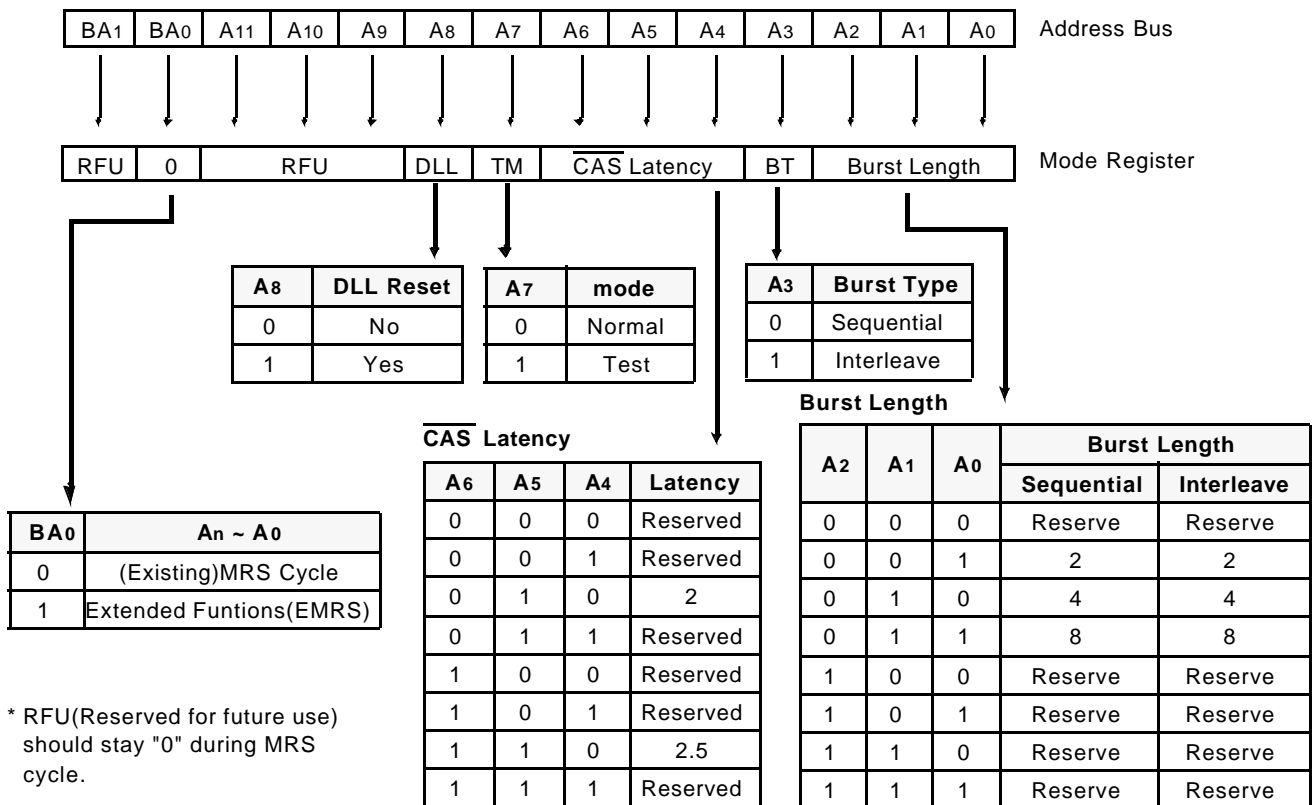 BA1 BA0 A11 A10 A9 A8 A7 A6 A5 A4 A3 A2 A1 A0 Address Bus
RFU 0 RFU DLL TM CAS Latency BT Burst Length Mode Register
A8 DLL Reset
0 No
1 Yes
A7 mode
0 Normal
1 Test
A3 Burst Type
0 Sequential
1 Interleave
BA0 An ~ A0
0 (Existing)MRS Cycle
1 Extended Funtions(EMRS)
* RFU(Reserved for future use)
should stay "0" during MRS
cycle.
CAS Latency
A6 A5 A4 Latency
0 0 0 Reserved
0 0 1 Reserved
0 1 0 2
0 1 1 Reserved
1 0 0 Reserved
1 0 1 Reserved
1 1 0 2.5
1 1 1 Reserved
Burst Length
A2 A1 A0 Burst Length
Sequential Interleave
0 0 0 Reserve Reserve
0 0 1 2 2
0 1 0 4 4
0 1 1 8 8
1 0 0 Reserve Reserve
1 0 1 Reserve Reserve
1 1 0 Reserve Reserve
1 1 1 Reserve Reserve